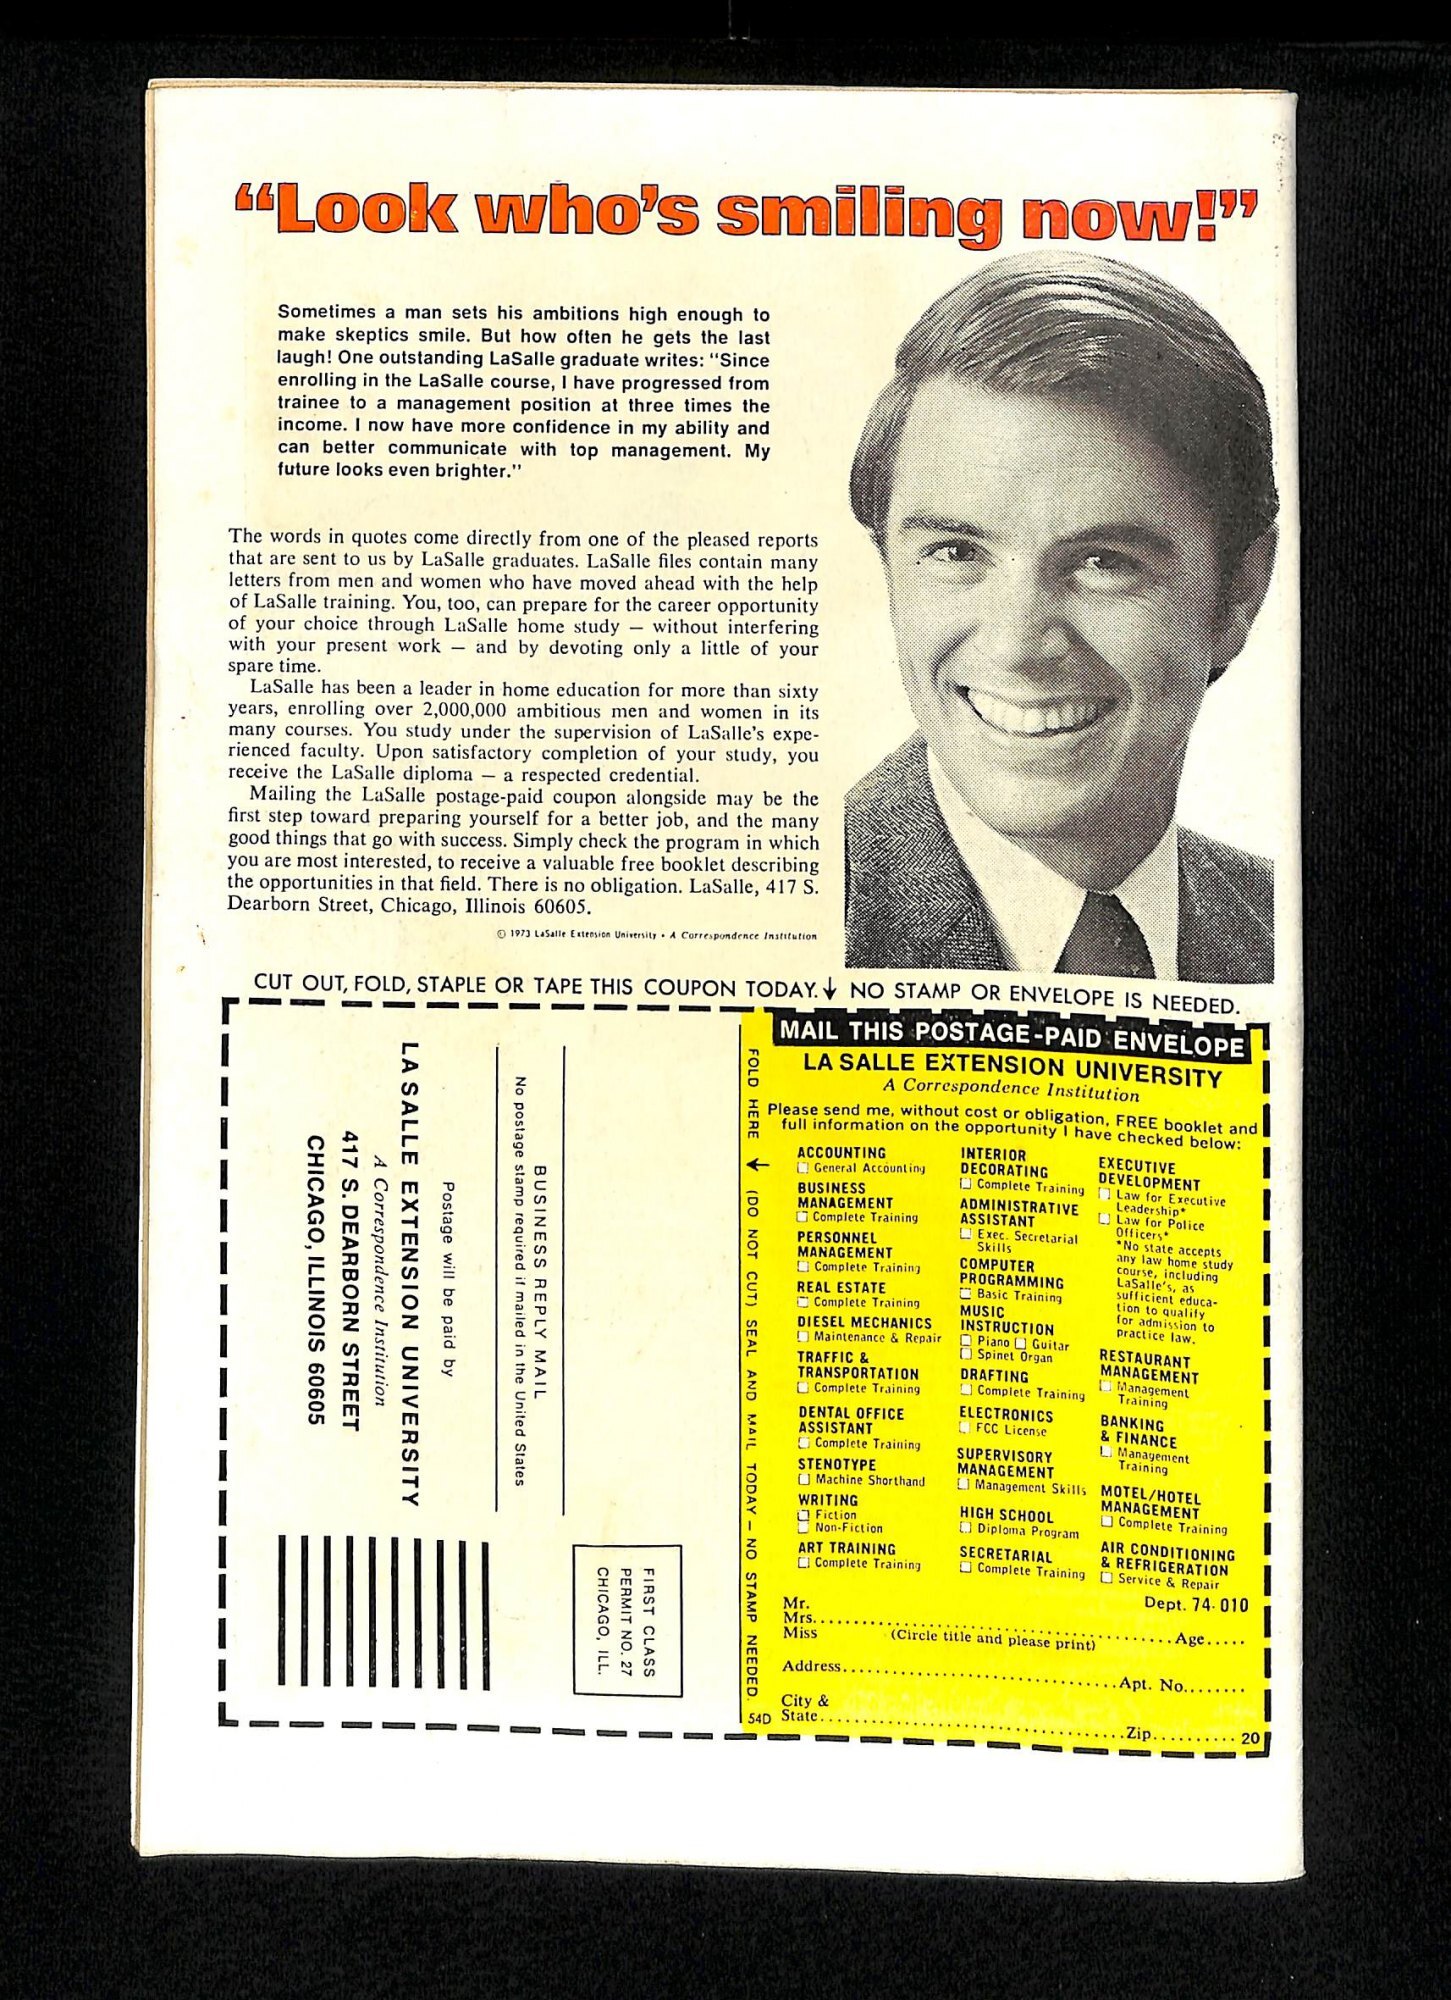 “Look who’s smiling now!”
Sometimes a man sets his ambitions high enough to
make skeptics smile. But how often he gets the last
laugh! One outstanding LaSalle graduate writes: “Since
enrolling in the LaSalle course, I have progressed from
trainee to a management position at three times the
income. I now have more confidence in my ability and
can better communicate with top management. My
future looks even brighter.”
The words in quotes come directly from one of the pleased reports
that are sent to us by LaSalle graduates. LaSalle files contain many
letters from men and women who have moved ahead with the help
of LaSalle training. You, too, can prepare for the career opportunity
of your choice through LaSalle home study — without interfering
with your present work — and by devoting only a little of your
spare time.
LaSalle has been a leader in home education for more than sixty
years, enrolling over 2,000,000 ambitious men and women in its
many courses. You study under the supervision of LaSalle’s expe-
rienced faculty. Upon satisfactory completion of your study, you
receive the LaSalle diploma — a respected credential.
Mailing the LaSalle postage-paid coupon alongside may be the
first step toward preparing yourself for a better job, and the many
good things that go with success. Simply check the program in which
you are most interested, to receive a valuable free booklet describing
the opportunities in that field. There is no obligation. LaSalle, 417 S.
Dearborn Street, Chicago, Illinois 60605.
© 1973 LaSalle Extension University • A Correspondence Institution
CUT OUT, FOLD, STAPLE OR TAPE THIS COUPON TODAY.↓ NO STAMP OR ENVELOPE IS NEEDED.
FIRST CLASS
PERMIT NO. 27
CHICAGO, ILL.
BUSINESS REPLY MAIL
No postage stamp required if mailed in the United States
Postage will be paid by
LA SALLE EXTENSION UNIVERSITY
A Correspondence Institution
417 S. DEARBORN STREET
CHICAGO, ILLINOIS 60605
FOLD HERE ↓ (DO NOT CUT) SEAL AND MAIL TODAY — NO STAMP NEEDED.
54D
MAIL THIS POSTAGE-PAID ENVELOPE
LA SALLE EXTENSION UNIVERSITY
A Correspondence Institution
Please send me, without cost or obligation, FREE booklet and
full information on the opportunity I have checked below:
ACCOUNTING
☐ General Accounting
BUSINESS
MANAGEMENT
☐ Complete Training
PERSONNEL
MANAGEMENT
☐ Complete Training
REAL ESTATE
☐ Complete Training
DIESEL MECHANICS
☐ Maintenance & Repair
TRAFFIC &
TRANSPORTATION
☐ Complete Training
DENTAL OFFICE
ASSISTANT
☐ Complete Training
STENOTYPE
☐ Machine Shorthand
WRITING
☐ Fiction
☐ Non-Fiction
ART TRAINING
☐ Complete Training
INTERIOR
DECORATING
☐ Complete Training
ADMINISTRATIVE
ASSISTANT
☐ Exec. Secretarial
Skills
COMPUTER
PROGRAMMING
☐ Basic Training
MUSIC
INSTRUCTION
☐ Piano ☐ Guitar
☐ Spinet Organ
DRAFTING
☐ Complete Training
ELECTRONICS
☐ FCC License
SUPERVISORY
MANAGEMENT
☐ Management Skills
HIGH SCHOOL
☐ Diploma Program
SECRETARIAL
☐ Complete Training
EXECUTIVE
DEVELOPMENT
☐ Law for Executive
Leadership*
☐ Law for Police
Officers*
*No state accepts
any law home study
course, including
LaSalle’s, as
sufficient educa-
tion to qualify
for admission to
practice law.
RESTAURANT
MANAGEMENT
☐ Management
Training
BANKING
& FINANCE
☐ Management
Training
MOTEL/HOTEL
MANAGEMENT
☐ Complete Training
AIR CONDITIONING
& REFRIGERATION
☐ Service & Repair
Dept. 74-010
Mr.
Mrs. Age
Miss (Circle title and please print)
Address Apt. No.
City &
State Zip 20